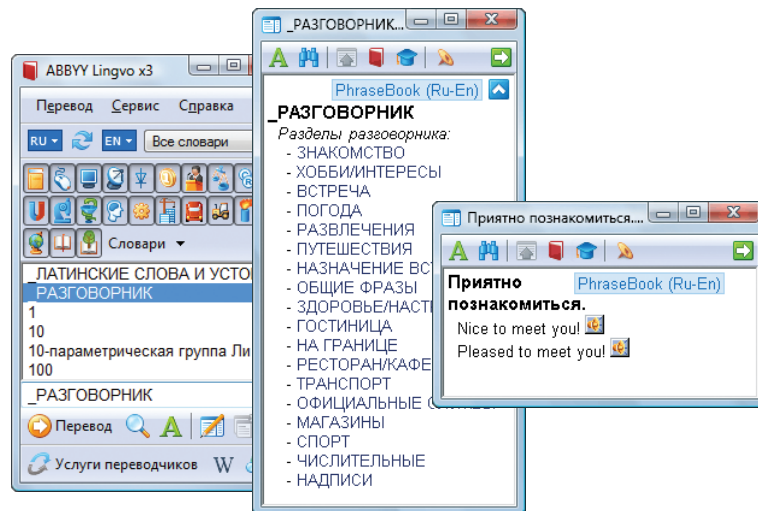 ABBYY Lingvo x3
Перевод Сервис Справка
RU EN Все словари
Словари
_ЛАТИНСКИЕ СЛОВА И
_РАЗГОВОРНИК
1
10
10-параметрическая группа Ли
100
_РАЗГОВОРНИК
Перевод
Услуги переводчиков W
_РАЗГОВОРНИК...
PhraseBook (Ru-En)
_РАЗГОВОРНИК
Разделы разговорника:
- ЗНАКОМСТВО
- ХОББИ/ИНТЕРЕСЫ
- ВСТРЕЧА
- ПОГОДА
- РАЗВЛЕЧЕНИЯ
- ПУТЕШЕСТВИЯ
- НАЗНАЧЕНИЕ
- ОБЩИЕ ФРАЗЫ
- ЗДОРОВЬЕ/
- ГОСТИНИЦА
- НА ГРАНИЦЕ
- РЕСТОРАН/КАФЕ
- ТРАНСПОРТ
- ОФИЦИАЛЬНЫЕ
- МАГАЗИНЫ
- СПОРТ
- ЧИСЛИТЕЛЬНЫЕ
- НАДПИСИ
Приятно познакомиться....
PhraseBook (Ru-En)
Приятно
познакомиться.
Nice to meet you!
Pleased to meet you!